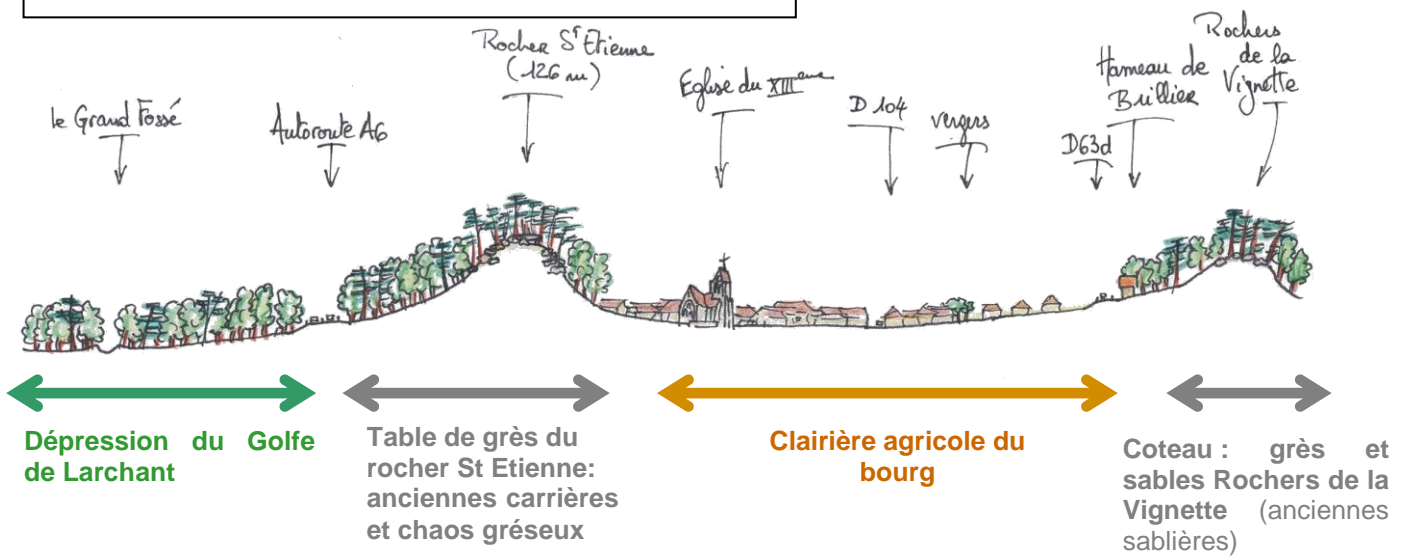 le Grand Fossé
Autoroute A6
Rocher St Etienne
(126 m)
Eglise du XIIIeme
D 104
vergers
D63d
Hameau de
Brillier
Rochers
de la
Vignette
Dépression du Golfe
de Larchant
Table de grès du
rocher St Etienne:
anciennes carrières
et chaos gréseux
Clairière agricole du
bourg
Coteau : grès et
sables Rochers de la
Vignette (anciennes
sablières)